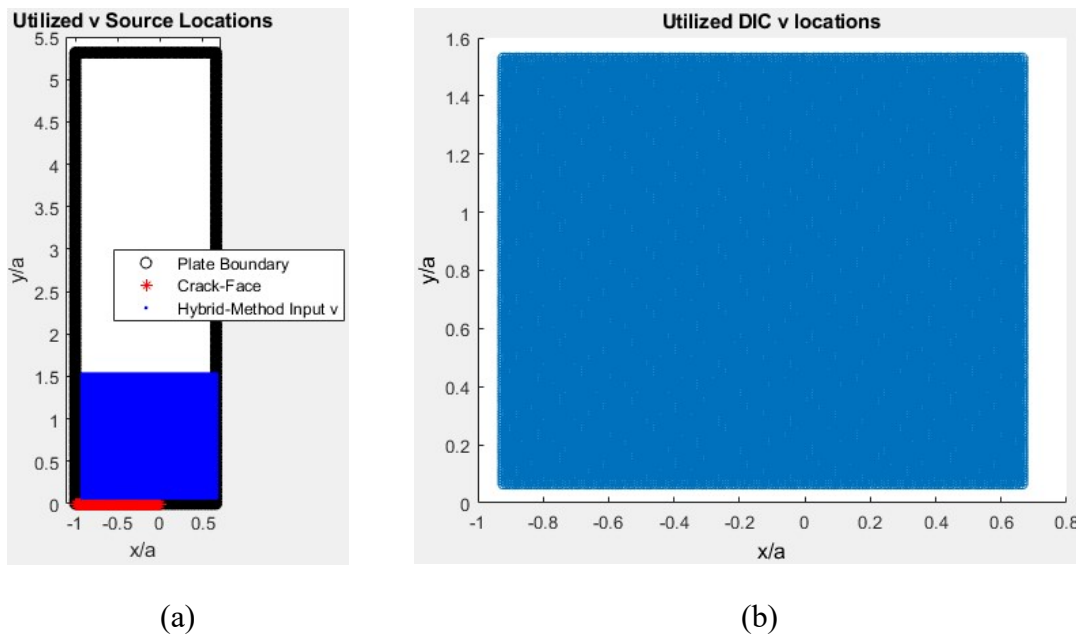 Utilized v Source Locations
5.5
5
4.5
4
3.5
3
2.5
2
1.5
1
0.5
0
y/a
Plate Boundary
Crack-Face
Hybrid-Method Input v
-1 -0.5 0 0.5
x/a
(a)
Utilized DIC v locations
1.6
1.4
1.2
1
0.8
0.6
0.4
0.2
0
y/a
-1 -0.8 -0.6 -0.4 -0.2 0 0.2 0.4 0.6 0.8
x/a
(b)